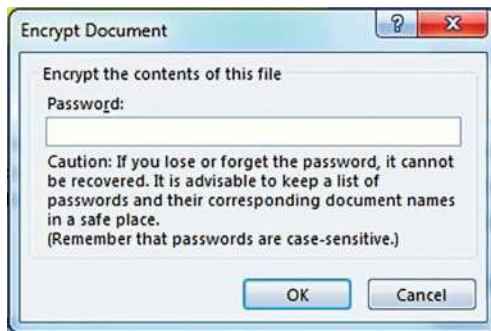 Encrypt Document
?
Encrypt the contents of this file
Password:
Caution: If you lose or forget the password, it cannot
be recovered. It is advisable to keep a list of
passwords and their corresponding document names
in a safe place.
(Remember that passwords are case-sensitive.)
OK
Cancel